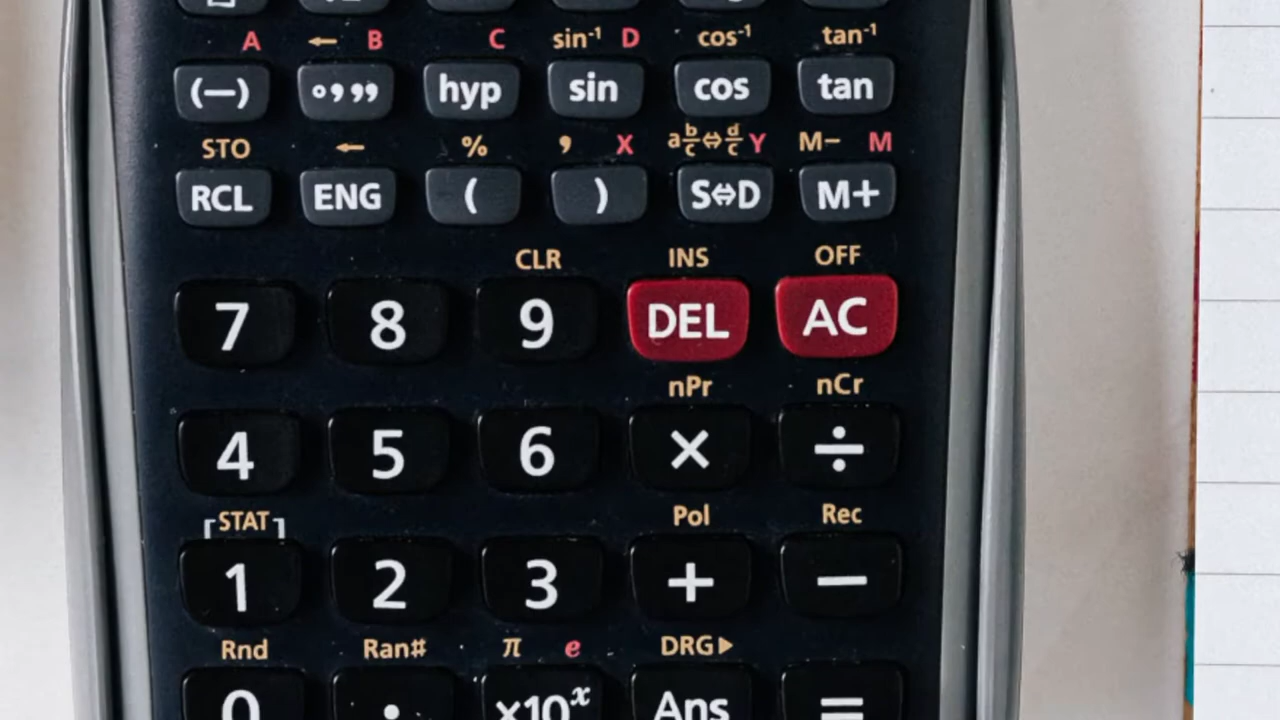 A ← B C sin⁻¹ D cos⁻¹ tan⁻¹
(−) °,,, hyp sin cos tan
STO ← % , X a b/c⇔d/c Y M− M
RCL ENG ( ) S⇔D M+
CLR INS OFF
7 8 9 DEL AC
nPr nCr
4 5 6 × ÷
STAT Pol Rec
1 2 3 + −
Rnd Ran# π e DRG▶
0 . ×10ˣ Ans =